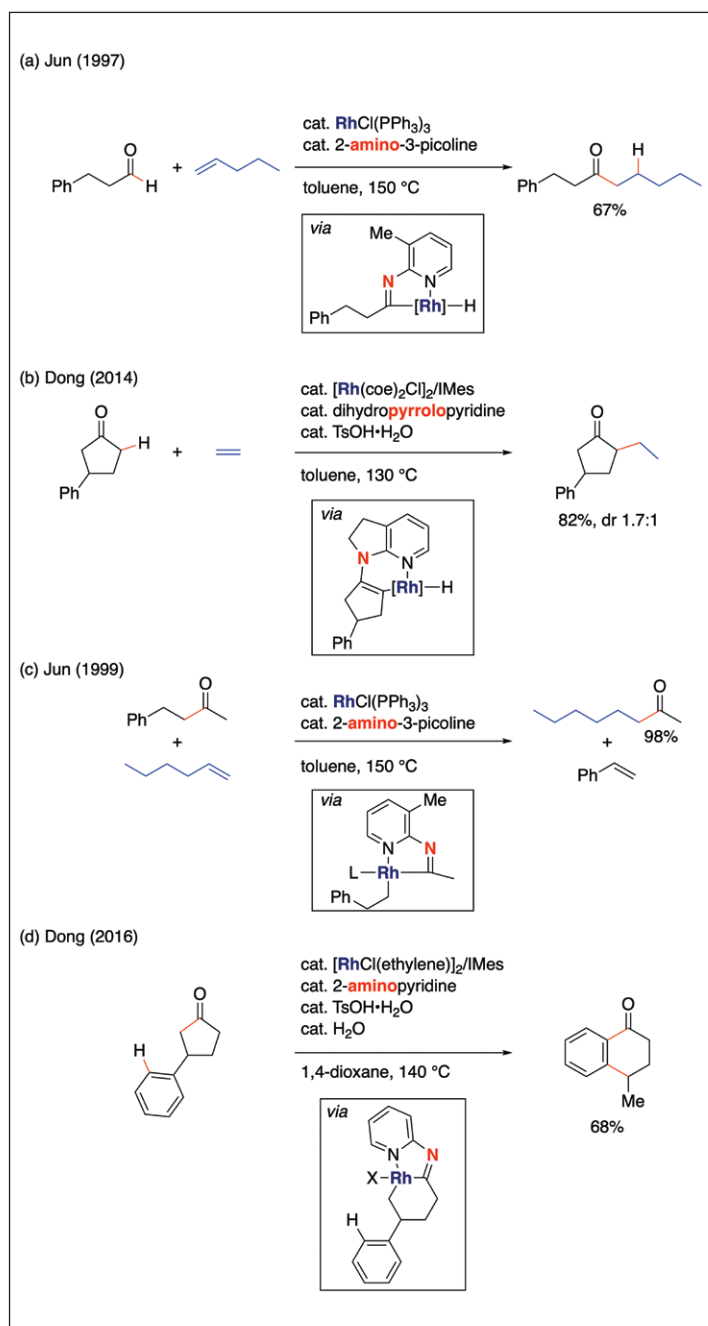 (a) Jun (1997)
cat. RhCl(PPh3)3
cat. 2-amino-3-picoline
O
Ph
H
+
toluene, 150 °C
O
H
Ph
67%
via
Me
N
N
Ph
[Rh]
H
(b) Dong (2014)
cat. [Rh(coe)2Cl]2/IMes
cat. dihydropyrrolopyridine
cat. TsOH•H2O
O
H
+
Ph
toluene, 130 °C
O
Ph
82%, dr 1.7:1
via
N
N
[Rh]
H
Ph
(c) Jun (1999)
O
Ph
+
cat. RhCl(PPh3)3
cat. 2-amino-3-picoline
toluene, 150 °C
O
98%
+
Ph
via
Me
N
N
L
Rh
Ph
(d) Dong (2016)
cat. [RhCl(ethylene)]2/IMes
cat. 2-aminopyridine
cat. TsOH•H2O
cat. H2O
O
H
1,4-dioxane, 140 °C
O
Me
68%
via
N
N
X
Rh
H